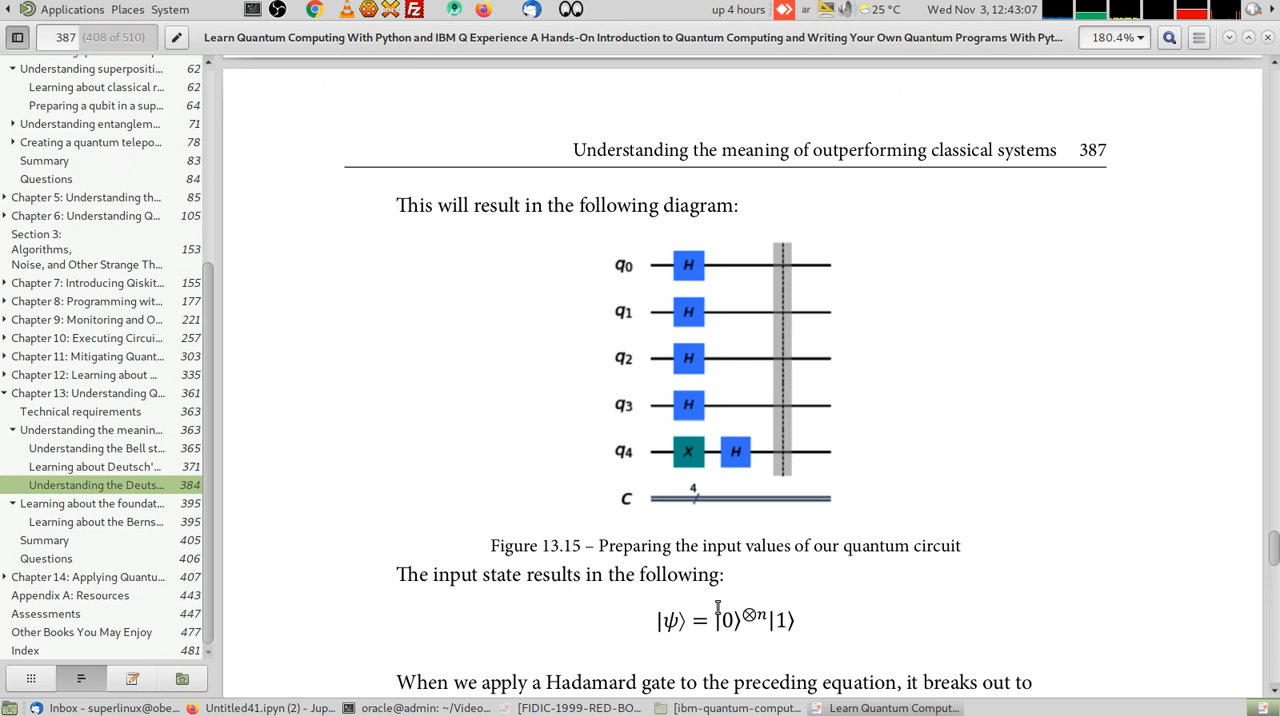 Applications Places System
up 4 hours
ar
25 °C
Wed Nov 3, 12:43:07
387 (408 of 510)
Learn Quantum Computing With Python and IBM Q Experience A Hands-On Introduction to Quantum Computing and Writing Your Own Quantum Programs With Pyt...
180.4%
Understanding superpositi... 62
Learning about classical r... 62
Preparing a qubit in a sup... 64
Understanding entanglem... 71
Creating a quantum telepo... 78
Summary 83
Questions 84
Chapter 5: Understanding th... 85
Chapter 6: Understanding Q... 105
Section 3:
Algorithms, 153
Noise, and Other Strange Th...
Chapter 7: Introducing Qiskit... 155
Chapter 8: Programming wit... 177
Chapter 9: Monitoring and O... 221
Chapter 10: Executing Circui... 257
Chapter 11: Mitigating Quant... 303
Chapter 12: Learning about ... 335
Chapter 13: Understanding Q... 361
Technical requirements 363
Understanding the meanin... 363
Understanding the Bell st... 365
Learning about Deutsch'... 371
Understanding the Deuts... 384
Learning about the foundat... 395
Learning about the Berns... 395
Summary 405
Questions 406
Chapter 14: Applying Quantu... 407
Appendix A: Resources 443
Assessments 447
Other Books You May Enjoy 477
Index 481
Understanding the meaning of outperforming classical systems 387
This will result in the following diagram:
q0 H
q1 H
q2 H
q3 H
q4 X H
4
C
Figure 13.15 – Preparing the input values of our quantum circuit
The input state results in the following:
|ψ⟩ = |0⟩⊗n|1⟩
When we apply a Hadamard gate to the preceding equation, it breaks out to
Inbox - superlinux@obe...
Untitled41.ipyn (2) - Jup...
oracle@admin: ~/Video...
[FIDIC-1999-RED-BO...
[ibm-quantum-comput...
Learn Quantum Comput...